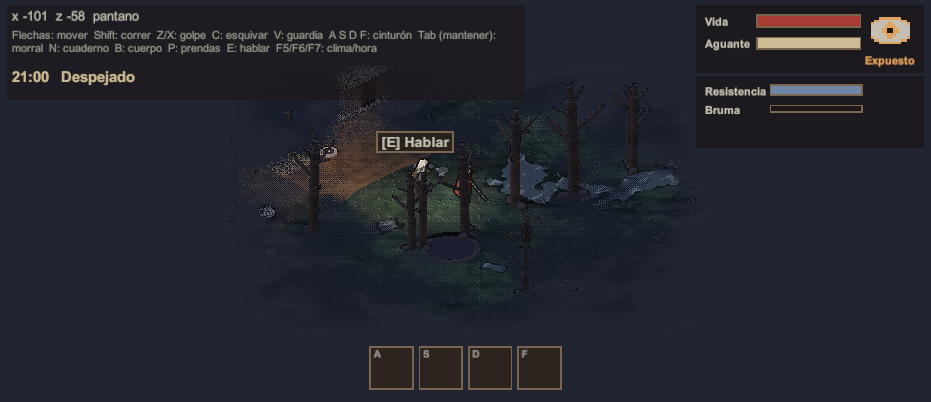 x -101 z -58 pantano
Flechas: mover Shift: correr Z/X: golpe C: esquivar V: guardia A S D F: cinturón Tab (mantener):
morral N: cuaderno B: cuerpo P: prendas E: hablar F5/F6/F7: clima/hora
21:00 Despejado
Vida
Aguante
Expuesto
Resistencia
Bruma
[E] Hablar
A S D F